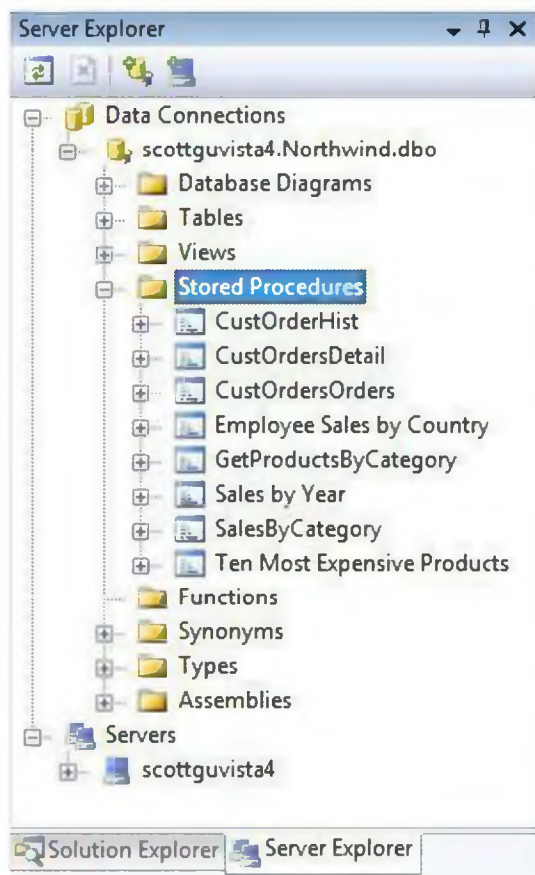 Server Explorer
Data Connections
scottguvista4.Northwind.dbo
Database Diagrams
Tables
Views
Stored Procedures
CustOrderHist
CustOrdersDetail
CustOrdersOrders
Employee Sales by Country
GetProductsByCategory
Sales by Year
SalesByCategory
Ten Most Expensive Products
Functions
Synonyms
Types
Assemblies
Servers
scottguvista4
Solution Explorer Server Explorer